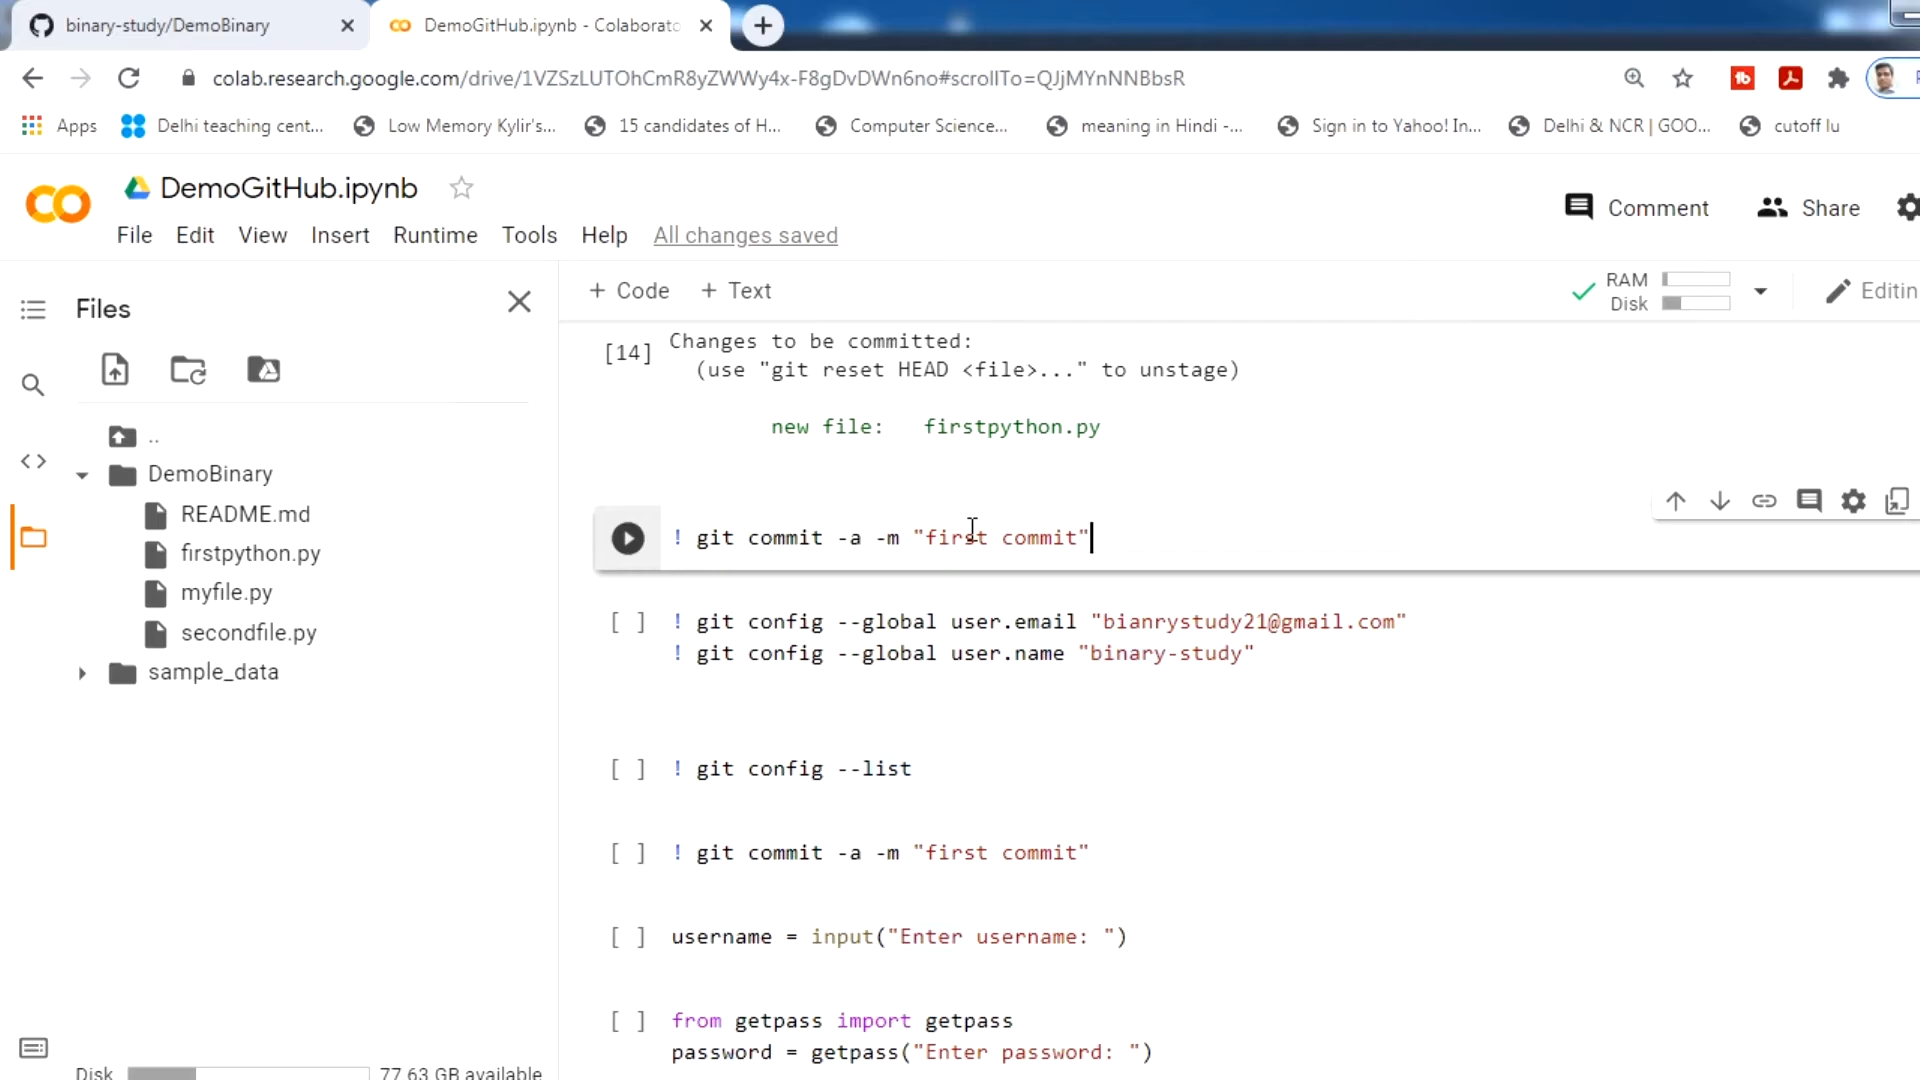 binary-study/DemoBinary
DemoGitHub.ipynb - Colaborato
colab.research.google.com/drive/1VZSzLUTOhCmR8yZWWy4x-F8gDvDWn6no#scrollTo=QJjMYnNNBbsR
Apps
Delhi teaching cent...
Low Memory Kylir's...
15 candidates of H...
Computer Science...
meaning in Hindi -...
Sign in to Yahoo! In...
Delhi & NCR | GOO...
cutoff lu
DemoGitHub.ipynb
Comment
Share
File Edit View Insert Runtime Tools Help All changes saved
Files
+ Code + Text
RAM
Disk
Editin
..
DemoBinary
README.md
firstpython.py
myfile.py
secondfile.py
sample_data
Disk 77.63 GB available
[14] Changes to be committed:
(use "git reset HEAD <file>..." to unstage)
new file: firstpython.py
! git commit -a -m "first commit"
[ ] ! git config --global user.email "bianrystudy21@gmail.com"
! git config --global user.name "binary-study"
[ ] ! git config --list
[ ] ! git commit -a -m "first commit"
[ ] username = input("Enter username: ")
[ ] from getpass import getpass
password = getpass("Enter password: ")